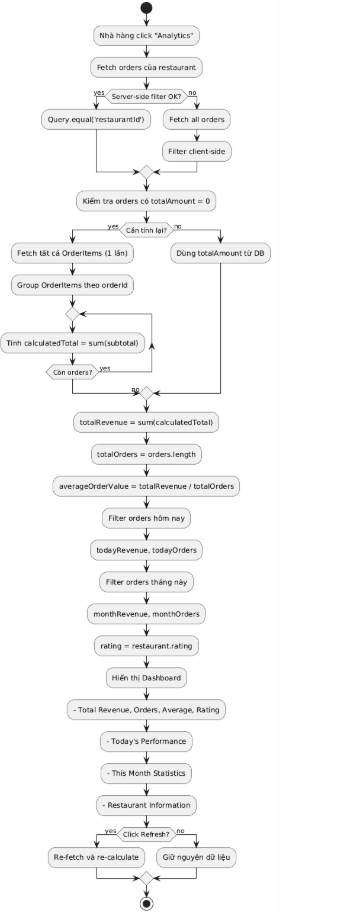 Nhà hàng click "Analytics"
Fetch orders của restaurant
yes
Server-side filter OK?
no
Query.equal('restaurantId')
Fetch all orders
Filter client-side
Kiểm tra orders có totalAmount = 0
yes
Cần tính lại?
no
Fetch tất cả OrderItems (1 lần)
Dùng totalAmount từ DB
Group OrderItems theo orderId
Tính calculatedTotal = sum(subtotal)
Còn orders?
yes
no
totalRevenue = sum(calculatedTotal)
totalOrders = orders.length
averageOrderValue = totalRevenue / totalOrders
Filter orders hôm nay
todayRevenue, todayOrders
Filter orders tháng này
monthRevenue, monthOrders
rating = restaurant.rating
Hiển thị Dashboard
- Total Revenue, Orders, Average, Rating
- Today's Performance
- This Month Statistics
- Restaurant Information
yes
Click Refresh?
no
Re-fetch và re-calculate
Giữ nguyên dữ liệu